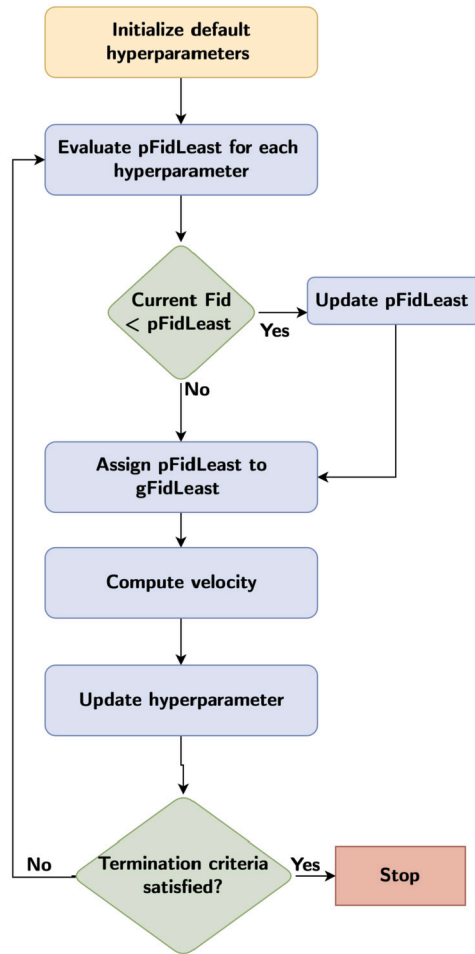 Initialize default
hyperparameters
Evaluate pFidLeast for each
hyperparameter
Current Fid
< pFidLeast
Yes
Update pFidLeast
No
Assign pFidLeast to
gFidLeast
Compute velocity
Update hyperparameter
Termination criteria
satisfied?
No
Yes
Stop